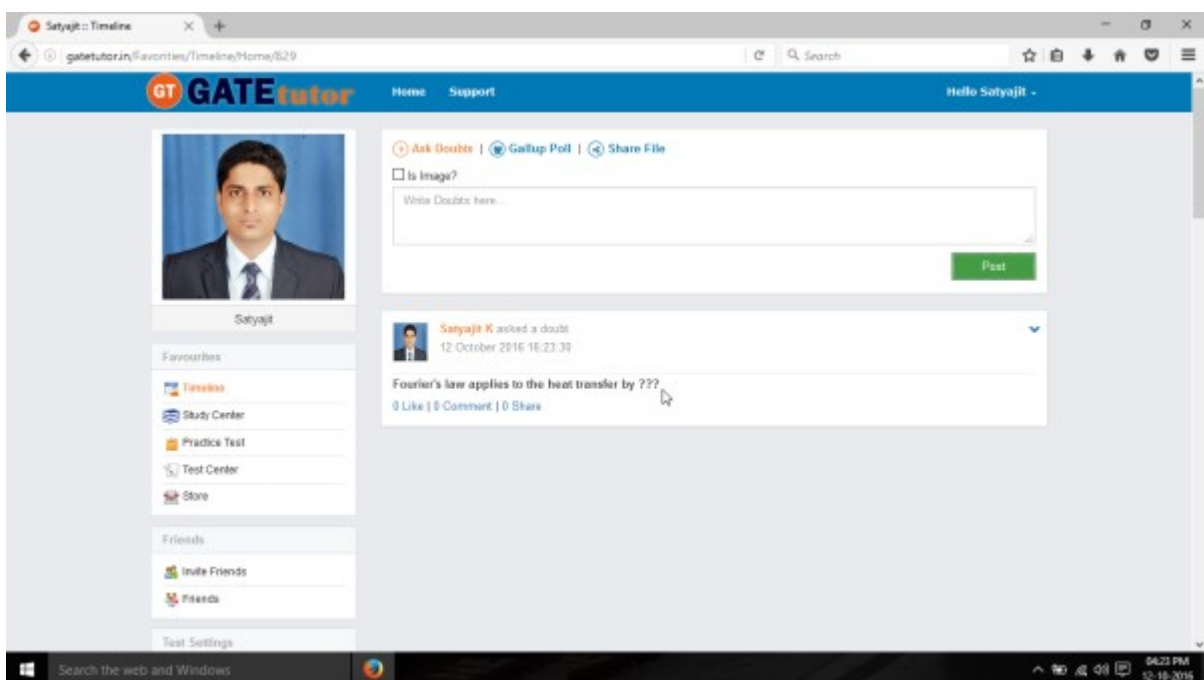 Satyajit :: Timeline
gatetutor.in/Favorities/Timeline/Home/829
Search
GT GATEtutor
Home Support
Hello Satyajit
Ask Doubts | Gallup Poll | Share File
Is Image?
Write Doubts here...
Post
Satyajit
Satyajit K asked a doubt
12 October 2016 16:23:30
Fourier's law applies to the heat transfer by ???
0 Like | 0 Comment | 0 Share
Favourites
Timeline
Study Center
Practice Test
Test Center
Store
Friends
Invite Friends
Friends
Test Settings
Search the web and Windows
04:23 PM
12-10-2016